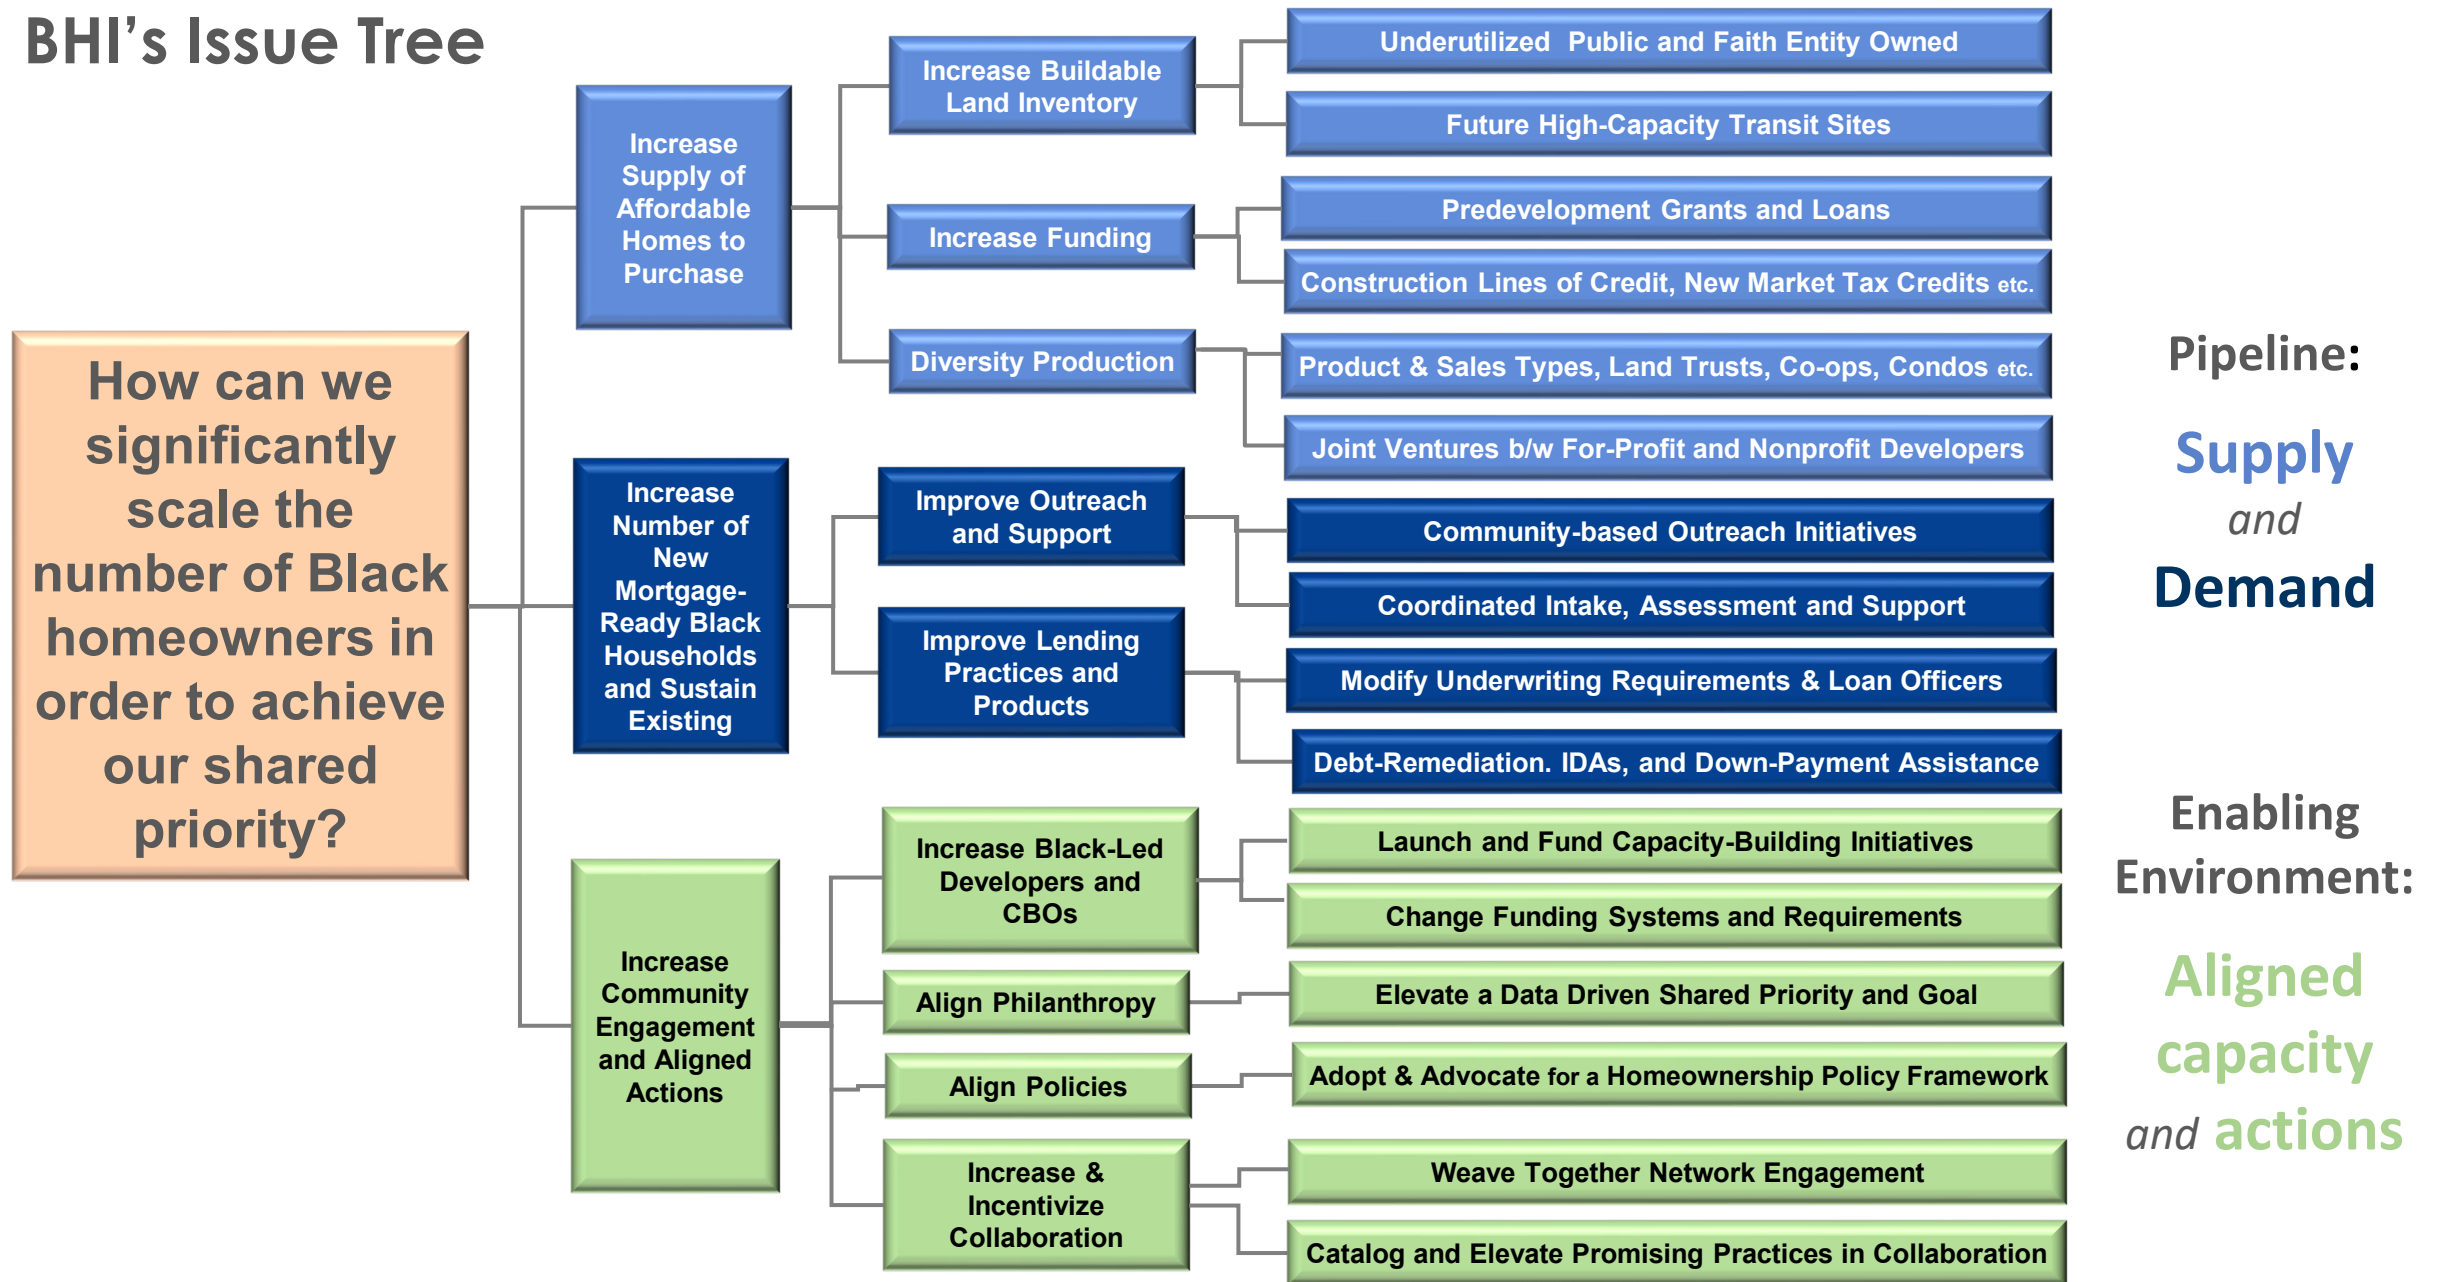 BHI's Issue Tree
How can we
significantly
scale the
number of Black
homeowners in
order to achieve
our shared
priority?
Increase
Supply of
Affordable
Homes to
Purchase
Increase Buildable
Land Inventory
Underutilized Public and Faith Entity Owned
Future High-Capacity Transit Sites
Increase Funding
Predevelopment Grants and Loans
Construction Lines of Credit, New Market Tax Credits etc.
Diversity Production
Product & Sales Types, Land Trusts, Co-ops, Condos etc.
Joint Ventures b/w For-Profit and Nonprofit Developers
Increase
Number of
New
Mortgage-
Ready Black
Households
and Sustain
Existing
Improve Outreach
and Support
Community-based Outreach Initiatives
Coordinated Intake, Assessment and Support
Improve Lending
Practices and
Products
Modify Underwriting Requirements & Loan Officers
Debt-Remediation. IDAs, and Down-Payment Assistance
Increase
Community
Engagement
and Aligned
Actions
Increase Black-Led
Developers and
CBOs
Launch and Fund Capacity-Building Initiatives
Change Funding Systems and Requirements
Align Philanthropy
Elevate a Data Driven Shared Priority and Goal
Align Policies
Adopt & Advocate for a Homeownership Policy Framework
Increase &
Incentivize
Collaboration
Weave Together Network Engagement
Catalog and Elevate Promising Practices in Collaboration
Pipeline:
Supply
and
Demand
Enabling
Environment:
Aligned
capacity
and actions